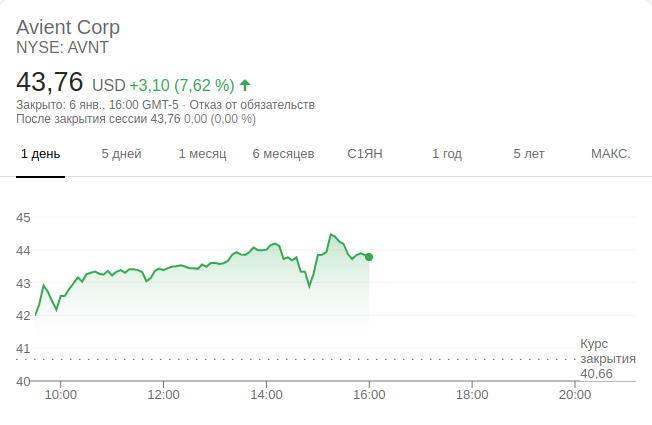 Avient Corp
NYSE: AVNT
43,76 USD +3,10 (7,62 %)
Закрыто: 6 янв., 16:00 GMT-5 · Отказ от обязательств
После закрытия сессии 43,76 0,00 (0,00 %)
1 день 5 дней 1 месяц 6 месяцев С1ЯН 1 год 5 лет МАКС.
45
44
43
42
41
40
Курс
закрытия
40,66
10:00 12:00 14:00 16:00 18:00 20:00